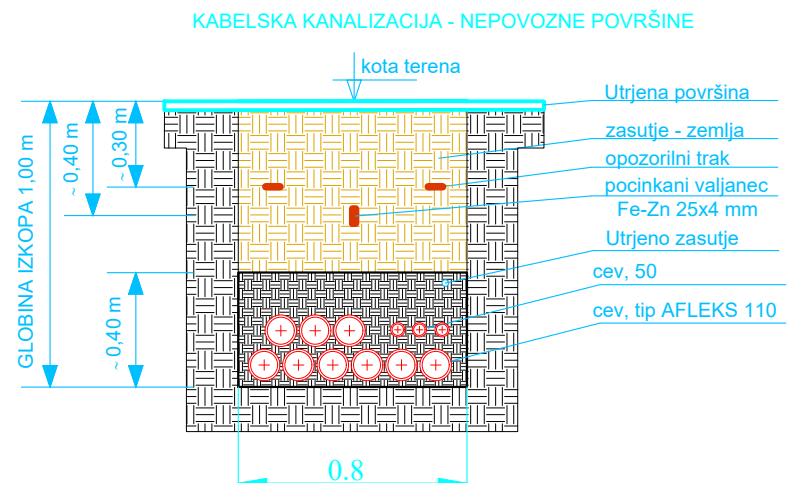 KABELSKA KANALIZACIJA - NEPOVOZNE POVRŠINE
kota terena
Utrjena površina
zasutje - zemlja
opozorilni trak
pocinkani valjanec
Fe-Zn 25x4 mm
Utrjeno zasutje
cev, 50
cev, tip AFLEKS 110
GLOBINA IZKOPA 1,00 m
~ 0,40 m
~ 0,30 m
~ 0,40 m
0.8